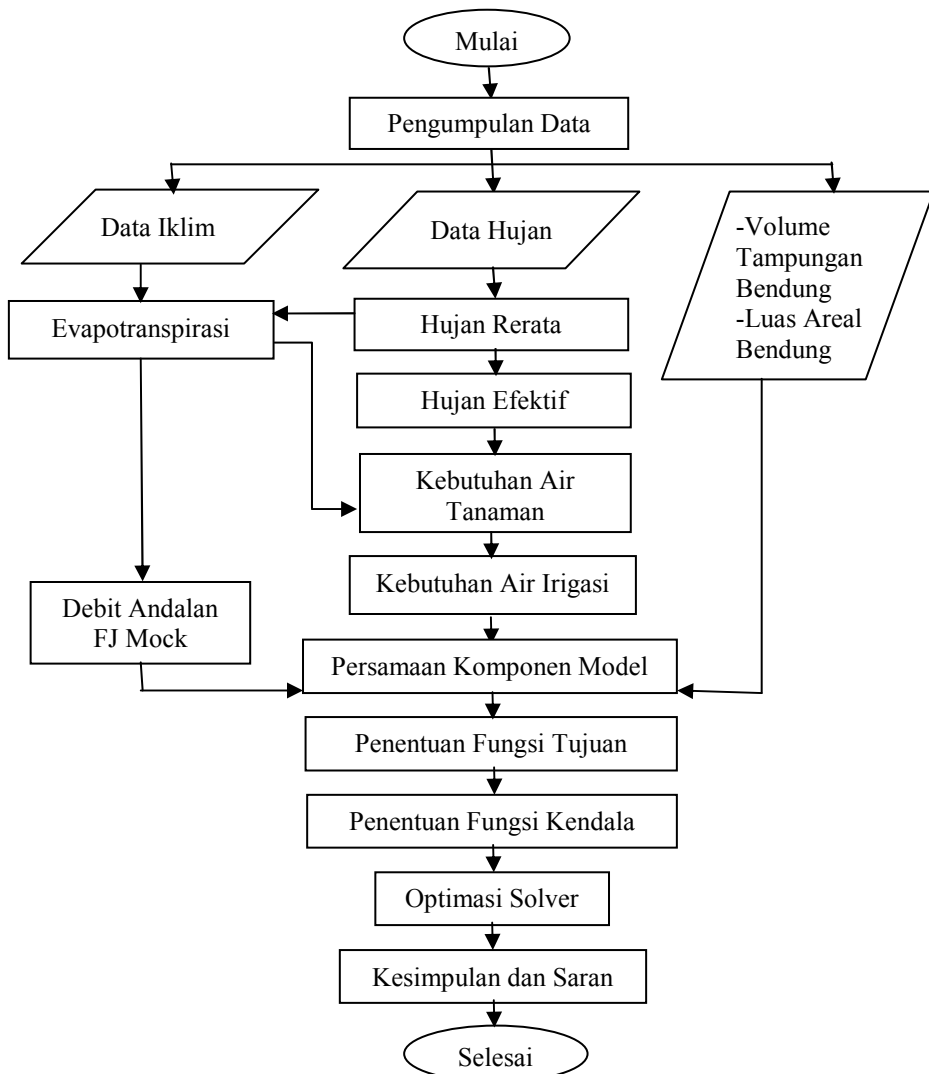 Mulai
Pengumpulan Data
Data Iklim
Data Hujan
-Volume
Tampungan
Bendung
-Luas Areal
Bendung
Evapotranspirasi
Hujan Rerata
Hujan Efektif
Kebutuhan Air
Tanaman
Kebutuhan Air Irigasi
Debit Andalan
FJ Mock
Persamaan Komponen Model
Penentuan Fungsi Tujuan
Penentuan Fungsi Kendala
Optimasi Solver
Kesimpulan dan Saran
Selesai